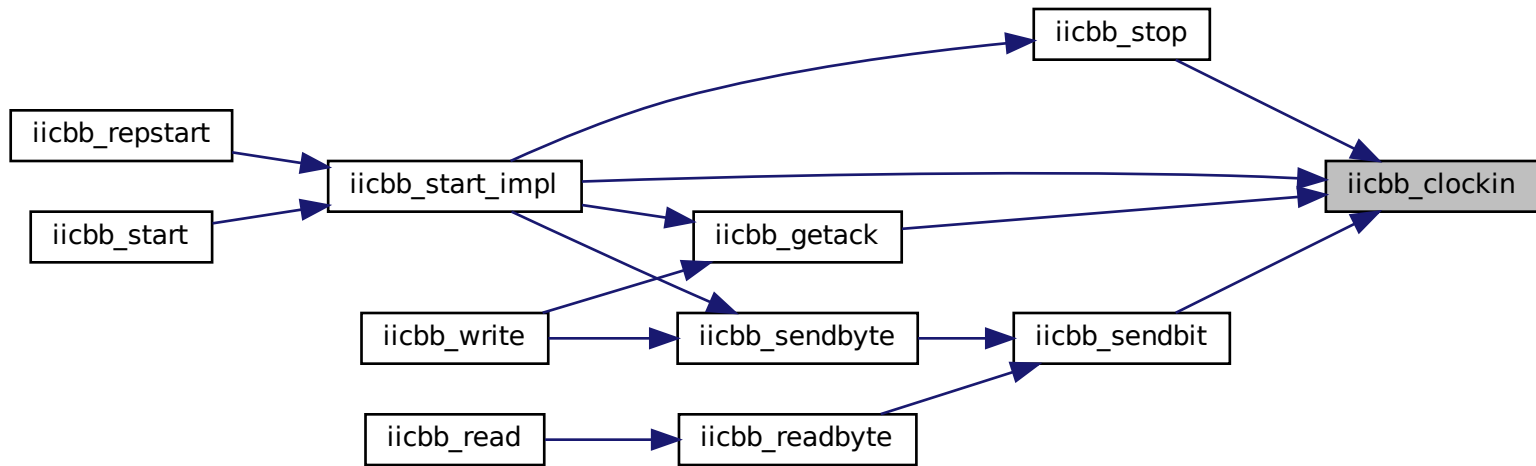 iicbb_stop
iicbb_repstart
iicbb_start_impl
iicbb_clockin
iicbb_start
iicbb_getack
iicbb_write
iicbb_sendbyte
iicbb_sendbit
iicbb_read
iicbb_readbyte